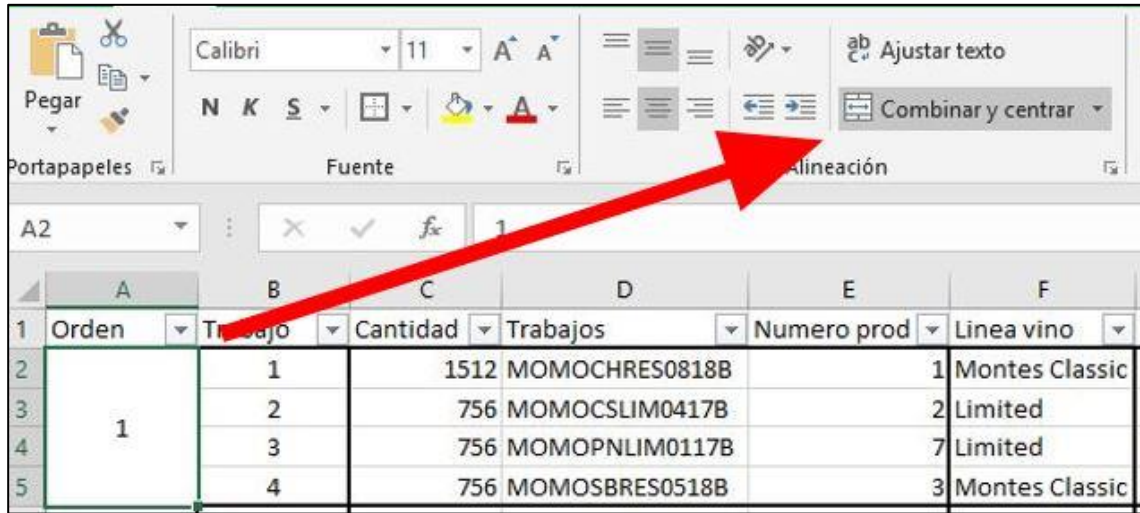 Calibri 11 A A ab Ajustar texto
Pegar N K S A Combinar y centrar
Portapapeles Fuente Alineación
A2 fx 1
A B C D E F
1 Orden Trabajo Cantidad Trabajos Numero prod Linea vino
2 1 1512 MOMOCHRES0818B 1 Montes Classic
3 2 756 MOMOCSLIM0417B 2 Limited
1
4 3 756 MOMOPNLIM0117B 7 Limited
5 4 756 MOMOSBRES0518B 3 Montes Classic